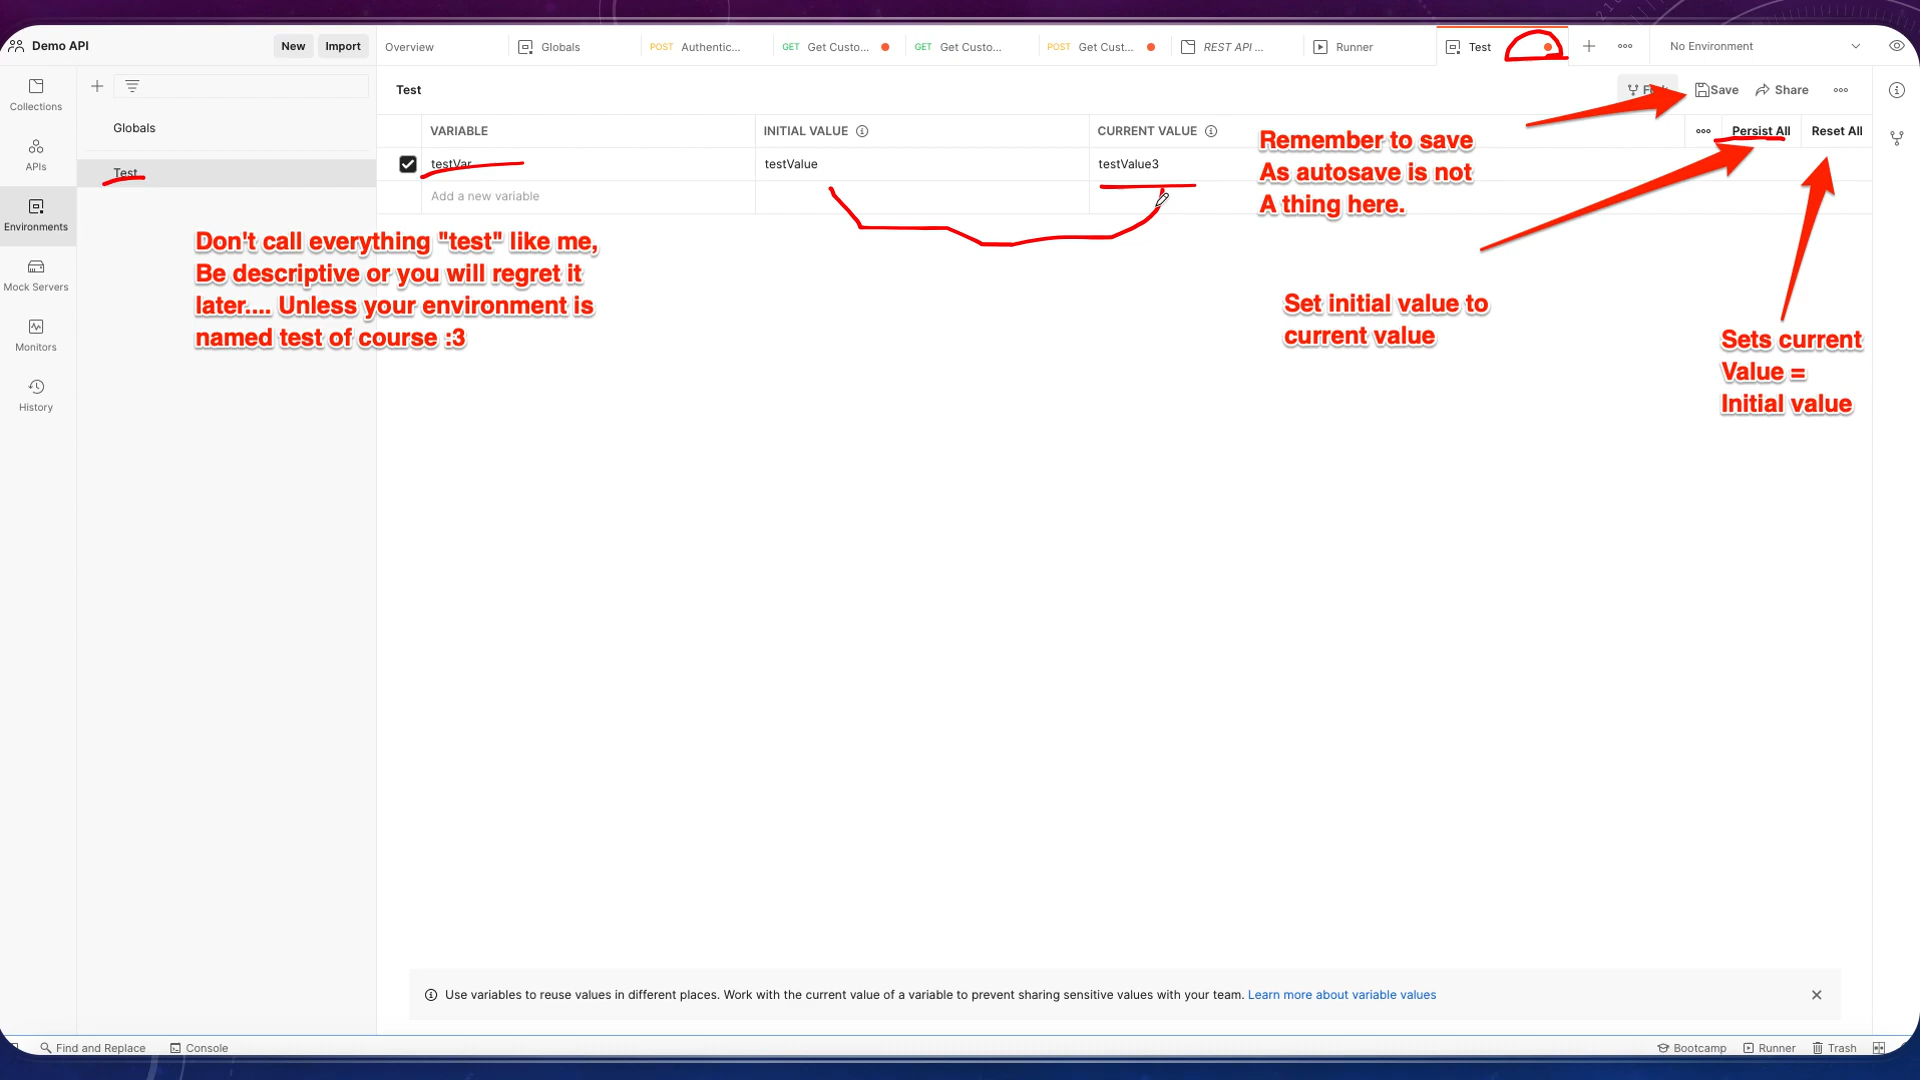 Demo API
New
Import
Overview
Globals
POST Authentic...
GET Get Custo...
GET Get Custo...
POST Get Cust...
REST API ...
Runner
Test
No Environment
Collections
APIs
Environments
Mock Servers
Monitors
History
Globals
Test
Test
Save
Share
VARIABLE
INITIAL VALUE
CURRENT VALUE
Persist All
Reset All
testVar
testValue
testValue3
Add a new variable
Remember to save
As autosave is not
A thing here.
Don't call everything "test" like me,
Be descriptive or you will regret it
later.... Unless your environment is
named test of course :3
Set initial value to
current value
Sets current
Value =
Initial value
Use variables to reuse values in different places. Work with the current value of a variable to prevent sharing sensitive values with your team. Learn more about variable values
Find and Replace
Console
Bootcamp
Runner
Trash